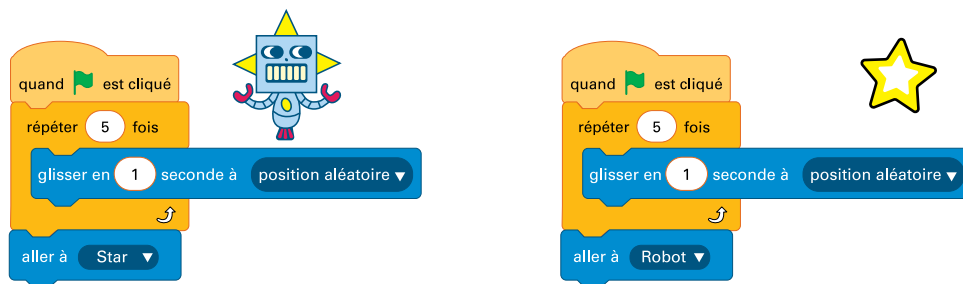 quand est cliqué
répéter 5 fois
glisser en 1 seconde à position aléatoire
aller à Star
quand est cliqué
répéter 5 fois
glisser en 1 seconde à position aléatoire
aller à Robot